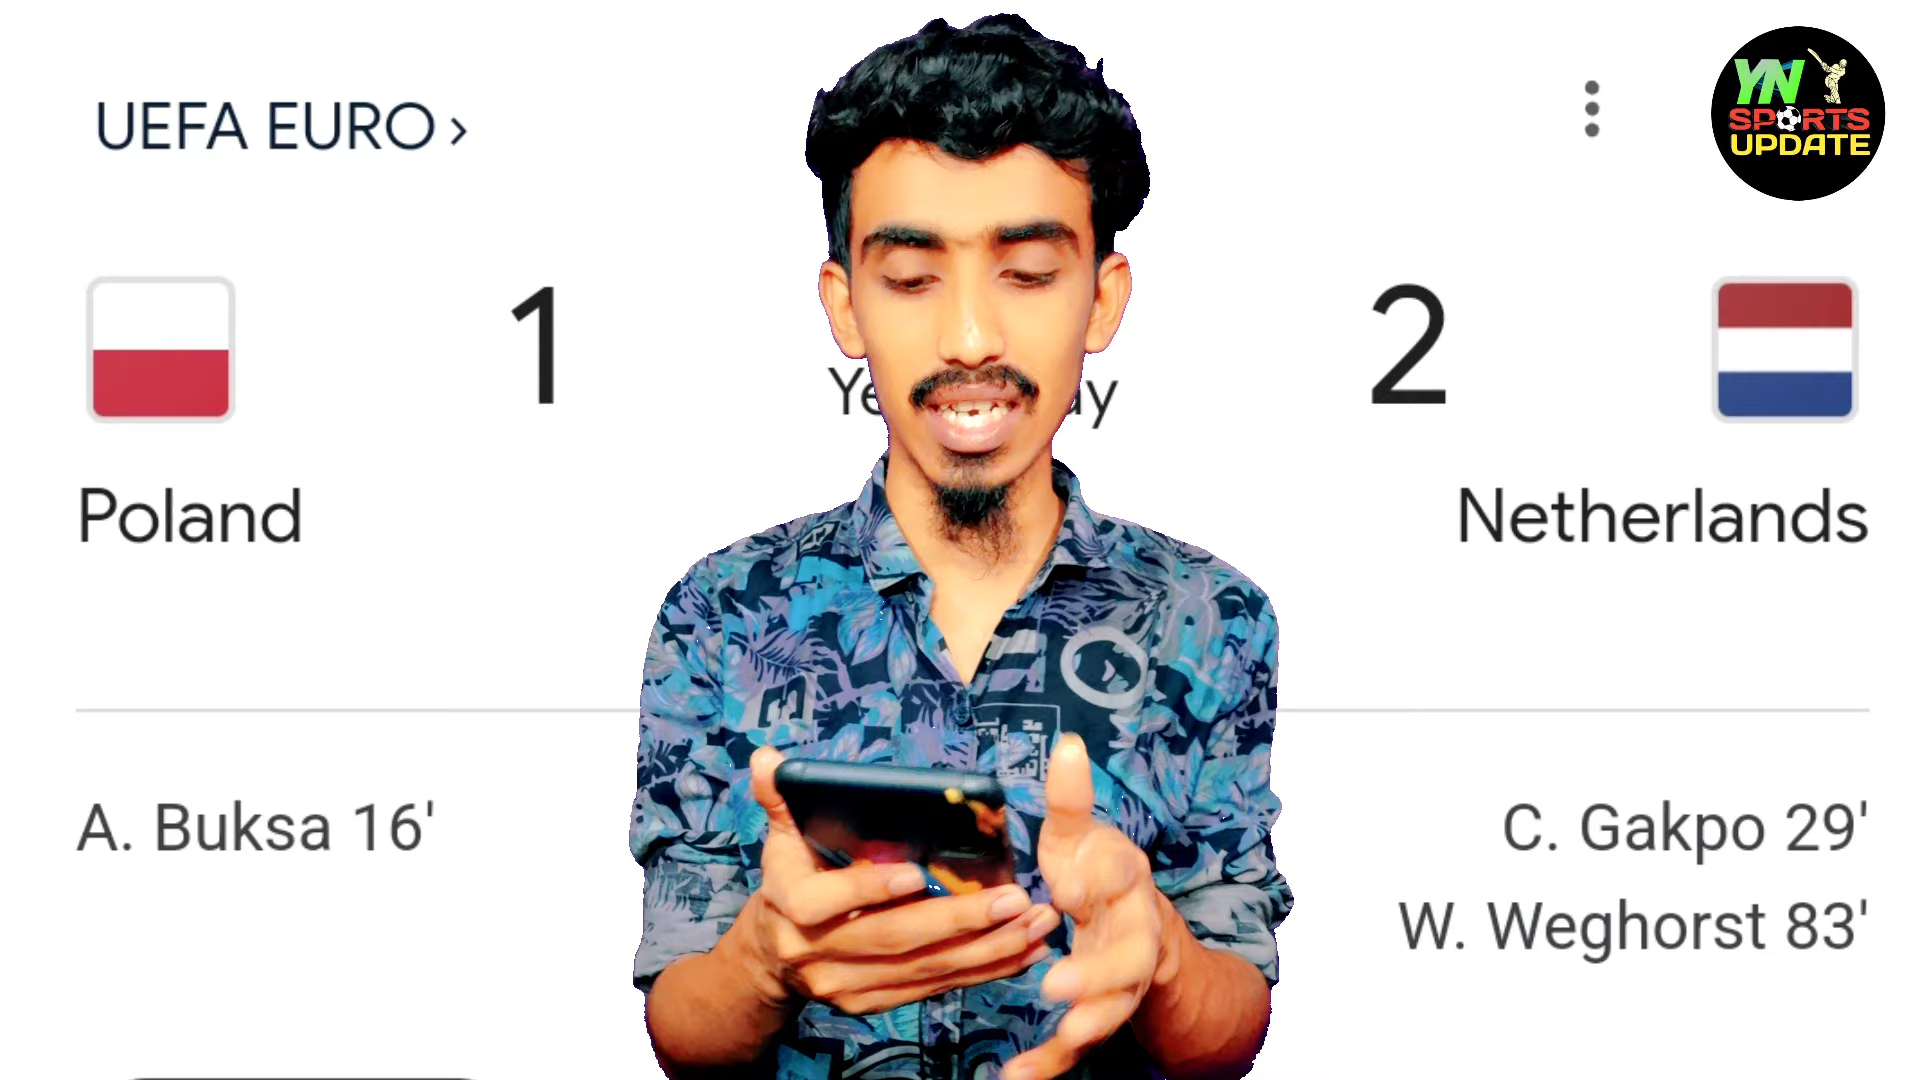 UEFA EURO ›
YN
SPORTS
UPDATE
1
2
Poland
Netherlands
A. Buksa 16'
C. Gakpo 29'
W. Weghorst 83'